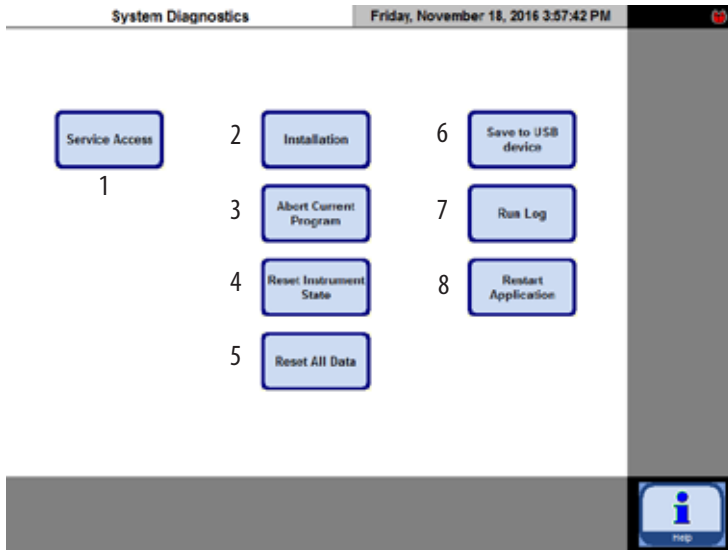 System Diagnostics
Friday, November 18, 2016 3:57:42 PM
Service Access
1
2
Installation
3
Abort Current
Program
4
Reset Instrument
State
5
Reset All Data
6
Save to USB
device
7
Run Log
8
Restart
Application
i
Help